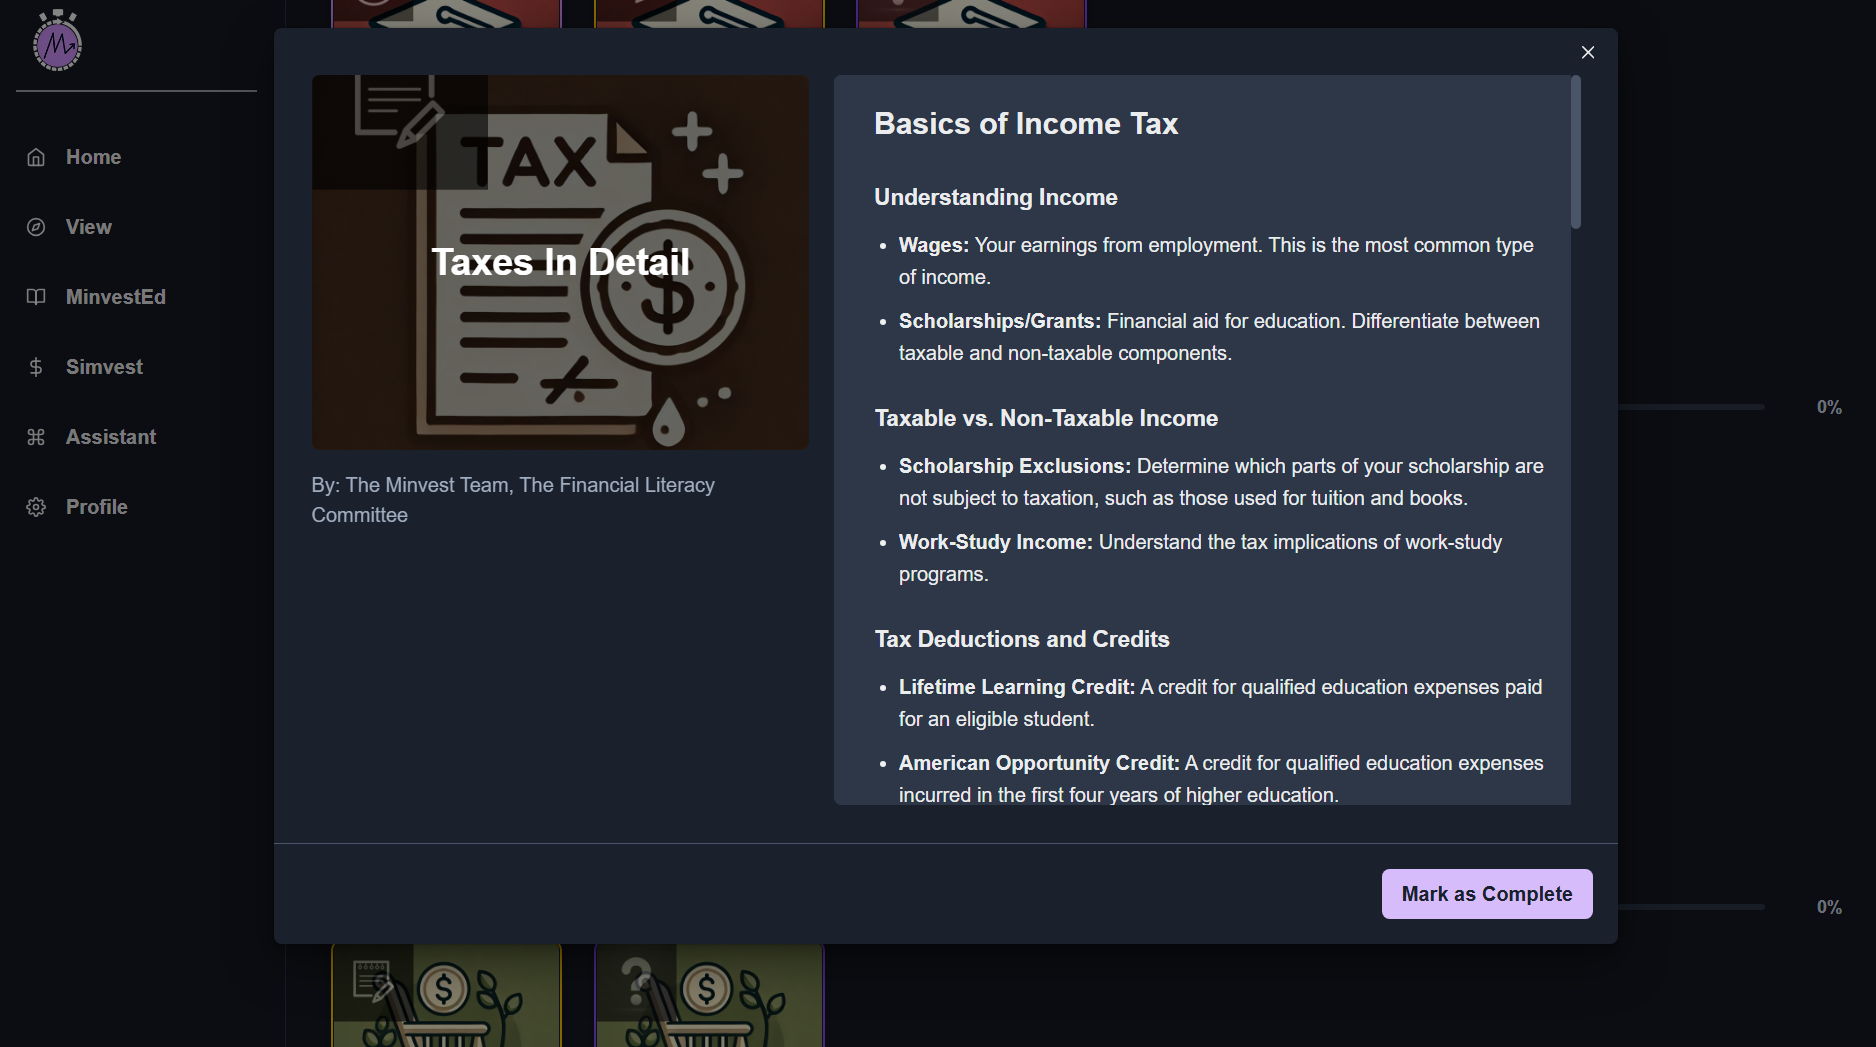 Home
View
MinvestEd
Simvest
Assistant
Profile
TAX
Taxes In Detail
By: The Minvest Team, The Financial Literacy
Committee
Basics of Income Tax
Understanding Income
Wages: Your earnings from employment. This is the most common type
of income.
Scholarships/Grants: Financial aid for education. Differentiate between
taxable and non-taxable components.
Taxable vs. Non-Taxable Income
Scholarship Exclusions: Determine which parts of your scholarship are
not subject to taxation, such as those used for tuition and books.
Work-Study Income: Understand the tax implications of work-study
programs.
Tax Deductions and Credits
Lifetime Learning Credit: A credit for qualified education expenses paid
for an eligible student.
American Opportunity Credit: A credit for qualified education expenses
incurred in the first four years of higher education.
Mark as Complete
0%
0%